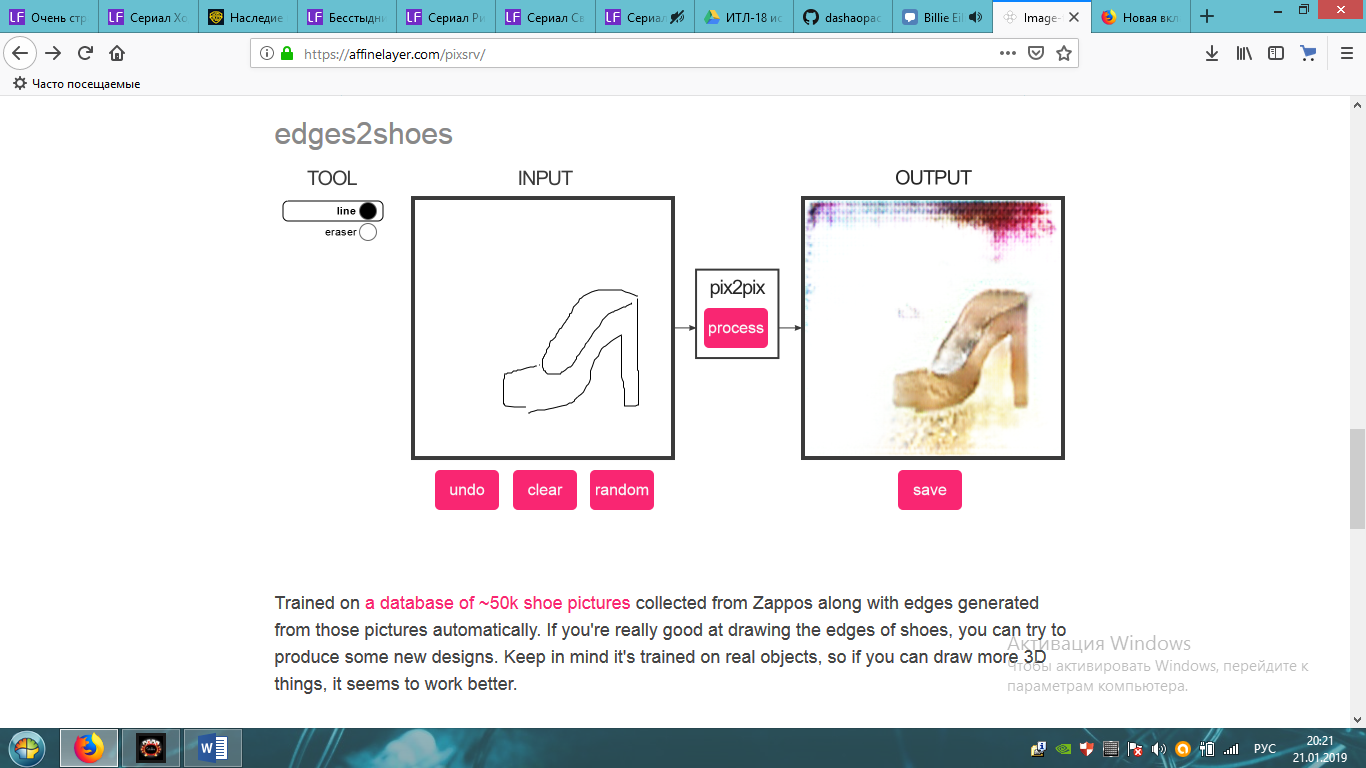 Очень стр
Сериал Хо
Наследие
Бесстыдн
Сериал Ри
Сериал Св
Сериал
ИТЛ-18 ис
dashaopac
Billie Eil
Image-
Новая вкл
https://affinelayer.com/pixsrv/
Часто посещаемые
edges2shoes
TOOL
INPUT
OUTPUT
line
eraser
pix2pix
process
undo
clear
random
save
Trained on a database of ~50k shoe pictures collected from Zappos along with edges generated
from those pictures automatically. If you're really good at drawing the edges of shoes, you can try to
produce some new designs. Keep in mind it's trained on real objects, so if you can draw more 3D
things, it seems to work better.
Активация Windows
Чтобы активировать Windows, перейдите к
параметрам компьютера.
РУС
20:21
21.01.2019